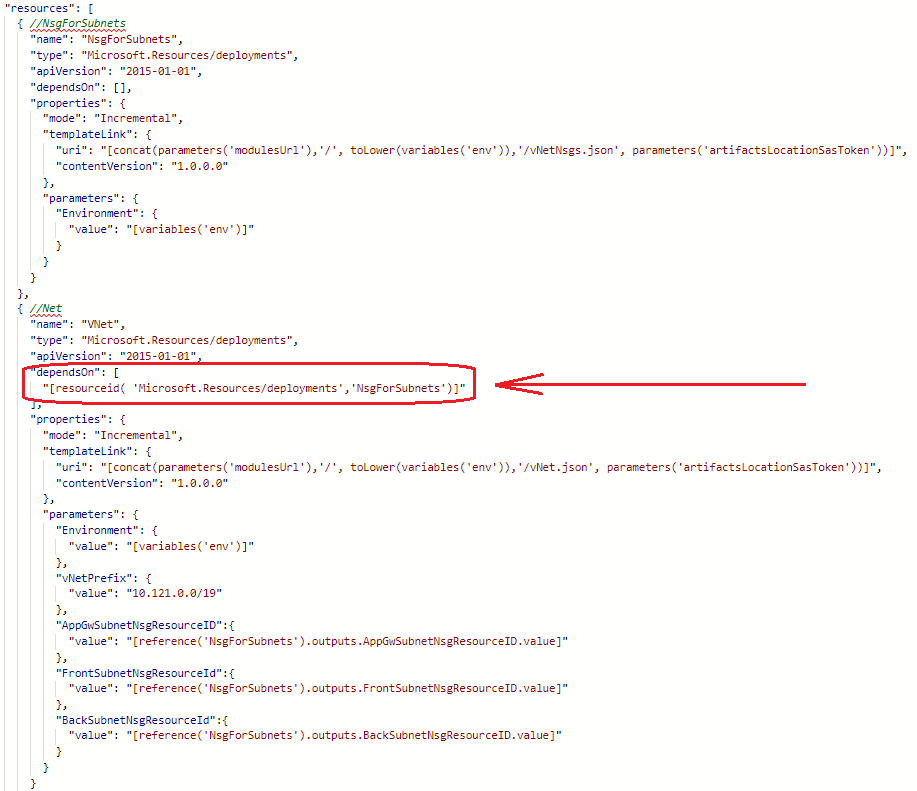 "resources": [
{ //NsgForSubnets
"name": "NsgForSubnets",
"type": "Microsoft.Resources/deployments",
"apiVersion": "2015-01-01",
"dependsOn": [],
"properties": {
"mode": "Incremental",
"templateLink": {
"uri": "[concat(parameters('modulesUrl'),'/', toLower(variables('env')),'/vNetNsgs.json', parameters('artifactsLocationSasToken'))]",
"contentVersion": "1.0.0.0"
},
"parameters": {
"Environment": {
"value": "[variables('env')]"
}
}
}
},
{ //Net
"name": "VNet",
"type": "Microsoft.Resources/deployments",
"apiVersion": "2015-01-01",
"dependsOn": [
"[resourceid( 'Microsoft.Resources/deployments','NsgForSubnets')]"
],
"properties": {
"mode": "Incremental",
"templateLink": {
"uri": "[concat(parameters('modulesUrl'),'/', toLower(variables('env')),'/vNet.json', parameters('artifactsLocationSasToken'))]",
"contentVersion": "1.0.0.0"
},
"parameters": {
"Environment": {
"value": "[variables('env')]"
},
"vNetPrefix": {
"value": "10.121.0.0/19"
},
"AppGwSubnetNsgResourceID":{
"value": "[reference('NsgForSubnets').outputs.AppGwSubnetNsgResourceID.value]"
},
"FrontSubnetNsgResourceId":{
"value": "[reference('NsgForSubnets').outputs.FrontSubnetNsgResourceID.value]"
},
"BackSubnetNsgResourceId":{
"value": "[reference('NsgForSubnets').outputs.BackSubnetNsgResourceID.value]"
}
}
}